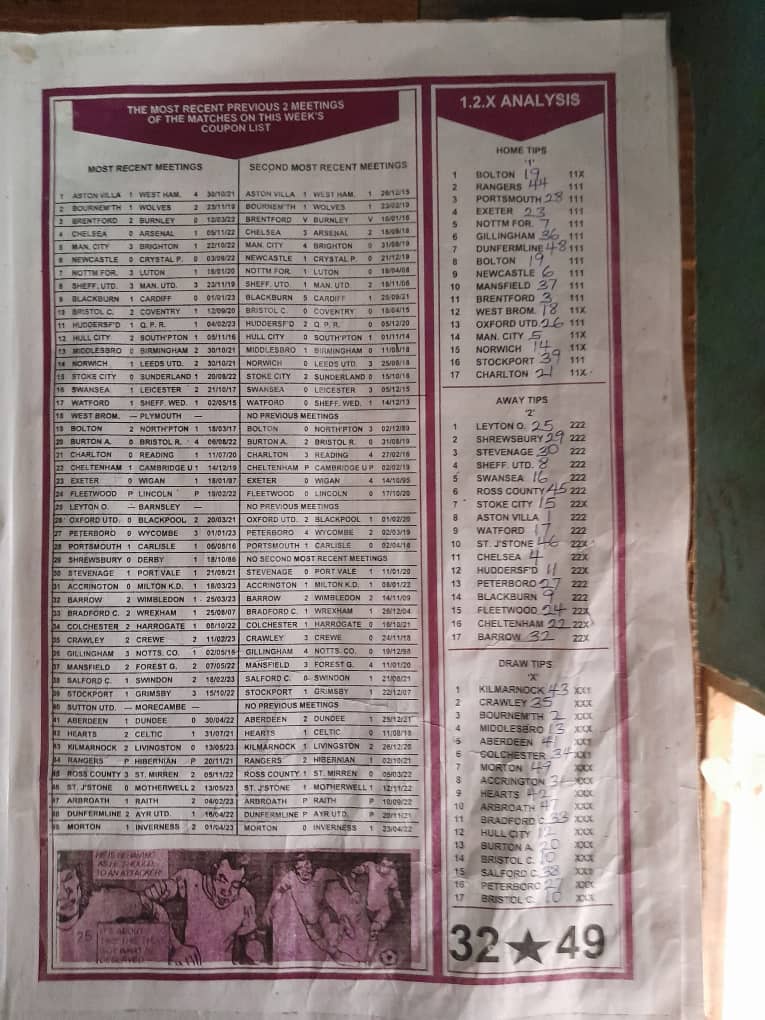 THE MOST RECENT PREVIOUS 2 MEETINGS
OF THE MATCHES ON THIS WEEK'S
COUPON LIST
MOST RECENT MEETINGS SECOND MOST RECENT MEETINGS
1 ASTON VILLA 1 WEST HAM. 4 30/10/21 ASTON VILLA 1 WEST HAM. 1 26/12/15
2 BOURNEM'TH 1 WOLVES 2 23/11/19 BOURNEM'TH 1 WOLVES 1 23/02/19
3 BRENTFORD 2 BURNLEY 0 12/03/22 BRENTFORD V BURNLEY V 16/01/16
4 CHELSEA 0 ARSENAL 1 06/11/22 CHELSEA 3 ARSENAL 2 18/08/18
5 MAN. CITY 3 BRIGHTON 1 22/10/22 MAN. CITY 4 BRIGHTON 0 31/08/19
6 NEWCASTLE 0 CRYSTAL P. 0 03/09/22 NEWCASTLE 1 CRYSTAL P. 0 21/12/19
7 NOTTM FOR. 3 LUTON 1 18/01/20 NOTTM FOR. 1 LUTON 0 18/04/08
8 SHEFF. UTD. 3 MAN. UTD. 3 23/11/19 SHEFF. UTD. 1 MAN. UTD. 2 18/11/06
9 BLACKBURN 1 CARDIFF 0 01/01/23 BLACKBURN 5 CARDIFF 1 25/09/21
10 BRISTOL C. 2 COVENTRY 1 12/09/20 BRISTOL C. 0 COVENTRY 0 18/04/15
11 HUDDERSF'D 1 Q. P. R. 1 04/02/23 HUDDERSF'D 2 Q. P. R. 0 05/12/20
12 HULL CITY 2 SOUTH'PTON 1 05/11/16 HULL CITY 0 SOUTH'PTON 1 01/11/14
13 MIDDLESBRO 0 BIRMINGHAM 2 30/10/21 MIDDLESBRO 1 BIRMINGHAM 0 11/08/18
14 NORWICH 1 LEEDS UTD. 2 30/10/21 NORWICH 0 LEEDS UTD. 3 25/08/18
15 STOKE CITY 0 SUNDERLAND 1 20/08/22 STOKE CITY 2 SUNDERLAND 0 15/10/16
16 SWANSEA 1 LEICESTER 2 21/10/17 SWANSEA 0 LEICESTER 3 05/12/15
17 WATFORD 1 SHEFF. WED. 1 02/05/15 WATFORD 0 SHEFF. WED. 1 14/12/13
18 WEST BROM. — PLYMOUTH — NO PREVIOUS MEETINGS
19 BOLTON 2 NORTH'PTON 1 18/03/17 BOLTON 0 NORTH'PTON 3 02/12/89
20 BURTON A. 0 BRISTOL R. 4 06/08/22 BURTON A. 2 BRISTOL R. 0 31/08/19
21 CHARLTON 0 READING 1 11/07/20 CHARLTON 3 READING 4 27/02/16
22 CHELTENHAM 1 CAMBRIDGE U 1 14/12/19 CHELTENHAM P CAMBRIDGE U P 02/02/19
23 EXETER 0 WIGAN 1 18/01/97 EXETER 0 WIGAN 4 14/10/95
24 FLEETWOOD P LINCOLN P 19/02/22 FLEETWOOD 0 LINCOLN 0 17/10/20
25 LEYTON O. — BARNSLEY — NO PREVIOUS MEETINGS
26 OXFORD UTD 0 BLACKPOOL 2 20/03/21 OXFORD UTD. 2 BLACKPOOL 1 01/02/20
27 PETERBORO 0 WYCOMBE 3 01/01/23 PETERBORO 4 WYCOMBE 2 02/03/19
28 PORTSMOUTH 1 CARLISLE 0 PORTSMOUTH 1 CARLISLE 0 02/04/16
29 SHREWSBURY 0 DERBY 1 18/10/86 NO SECOND MOST RECENT MEETINGS
30 STEVENAGE 1 PORT VALE 1 21/08/21 STEVENAGE 0 PORT VALE 1 11/01/20
31 ACCRINGTON 0 MILTON K.D. 1 18/03/23 ACCRINGTON 1 MILTON K.D. 1 08/01/22
32 BARROW 2 WIMBLEDON 1 25/03/23 BARROW 2 WIMBLEDON 2 14/11/09
33 BRADFORD C. 2 WREXHAM 1 25/08/07 BRADFORD C. 1 WREXHAM 1 26/12/04
34 COLCHESTER 2 HARROGATE 1 08/10/22 COLCHESTER 1 HARROGATE 0 16/10/21
35 CRAWLEY 2 CREWE 2 11/02/23 CRAWLEY 3 CREWE 0 24/11/18
36 GILLINGHAM 3 NOTTS. CO. 1 02/05/15 GILLINGHAM 4 NOTTS. CO 0 19/12/98
37 MANSFIELD 2 FOREST G. 2 07/05/22 MANSFIELD 3 FOREST G. 4 11/01/20
38 SALFORD C. 1 SWINDON 2 18/02/23 SALFORD C. 0 SWINDON 1 21/08/21
39 STOCKPORT 1 GRIMSBY 3 15/10/22 STOCKPORT 1 GRIMSBY 1 22/12/07
40 SUTTON UTD. — MORECAMBE — NO PREVIOUS MEETINGS
41 ABERDEEN 1 DUNDEE 0 30/04/22 ABERDEEN 2 DUNDEE 1 26/12/21
42 HEARTS 2 CELTIC 1 31/07/21 HEARTS 1 CELTIC 0 11/08/18
43 KILMARNOCK 2 LIVINGSTON 0 13/05/23 KILMARNOCK 1 LIVINGSTON 2 26/12/20
44 RANGERS P HIBERNIAN P 20/11/21 RANGERS 2 HIBERNIAN 1 02/10/21
45 ROSS COUNTY 3 ST. MIRREN 2 05/11/22 ROSS COUNTY 1 ST. MIRREN 0 05/03/22
46 ST. J'STONE 0 MOTHERWELL 2 13/05/23 ST. J'STONE 1 MOTHERWELL 1 12/11/22
47 ARBROATH 1 RAITH 2 04/02/23 ARBROATH P RAITH P 10/09/22
48 DUNFERMLINE 2 AYR UTD. 1 16/04/22 DUNFERMLINE P AYR UTD. P 20/11/21
49 MORTON 1 INVERNESS 2 01/04/23 MORTON 0 INVERNESS 1 23/04/22
HE IS BEHAVING
AS HE SHOULD
TO AN ATTACKER
25
1.2.X ANALYSIS
HOME TIPS
'1'
1 BOLTON 19 11X
2 RANGERS 44 111
3 PORTSMOUTH 28 111
4 EXETER 23 111
5 NOTTM FOR. 7 111
6 GILLINGHAM 36 111
7 DUNFERMLINE 48 111
8 BOLTON 19 111
9 NEWCASTLE 6 111
10 MANSFIELD 37 111
11 BRENTFORD 3 111
12 WEST BROM. 18 11X
13 OXFORD UTD. 26 111
14 MAN. CITY 5 11X
15 NORWICH 14 11X
16 STOCKPORT 39 111
17 CHARLTON 21 11X
AWAY TIPS
'2'
1 LEYTON O. 25 222
2 SHREWSBURY 29 222
3 STEVENAGE 30 222
4 SHEFF. UTD. 8 222
5 SWANSEA 16 222
6 ROSS COUNTY 45 222
7 STOKE CITY 15 22X
8 ASTON VILLA 1 222
9 WATFORD 17 222
10 ST. J'STONE 46 22X
11 CHELSEA 4 22X
12 HUDDERSF'D 11 22X
13 PETERBORO 27 222
14 BLACKBURN 9 222
15 FLEETWOOD 24 22X
16 CHELTENHAM 22 22X
17 BARROW 32 22X
DRAW TIPS
'X'
1 KILMARNOCK 43 XX1
2 CRAWLEY 35 XXX
3 BOURNEM'TH 2 XXX
4 MIDDLESBRO 13 XXX
5 ABERDEEN 41 XX1
6 COLCHESTER 34 XX1
7 MORTON 49 XXX
8 ACCRINGTON 31 XXX
9 HEARTS 42 XXX
10 ARBROATH 47 XXX
11 BRADFORD C. 33 XXX
12 HULL CITY 12 XXX
13 BURTON A. 20 XXX
14 BRISTOL C. 10 XXX
15 SALFORD C. 38 XXX
16 PETERBORO 27 XXX
17 BRISTOL C. 10 XXX
32 ★ 49